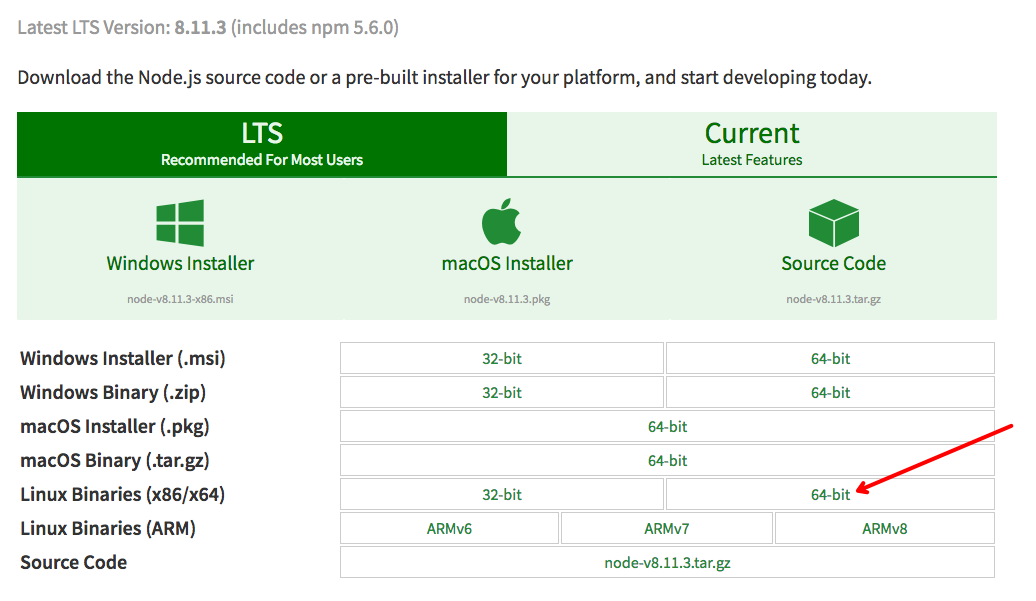 Latest LTS Version: 8.11.3 (includes npm 5.6.0)
Download the Node.js source code or a pre-built installer for your platform, and start developing today.
LTS
Recommended For Most Users
Current
Latest Features
Windows Installer
node-v8.11.3-x86.msi
macOS Installer
node-v8.11.3.pkg
Source Code
node-v8.11.3.tar.gz
Windows Installer (.msi) 32-bit 64-bit
Windows Binary (.zip) 32-bit 64-bit
macOS Installer (.pkg) 64-bit
macOS Binary (.tar.gz) 64-bit
Linux Binaries (x86/x64) 32-bit 64-bit
Linux Binaries (ARM) ARMv6 ARMv7 ARMv8
Source Code node-v8.11.3.tar.gz